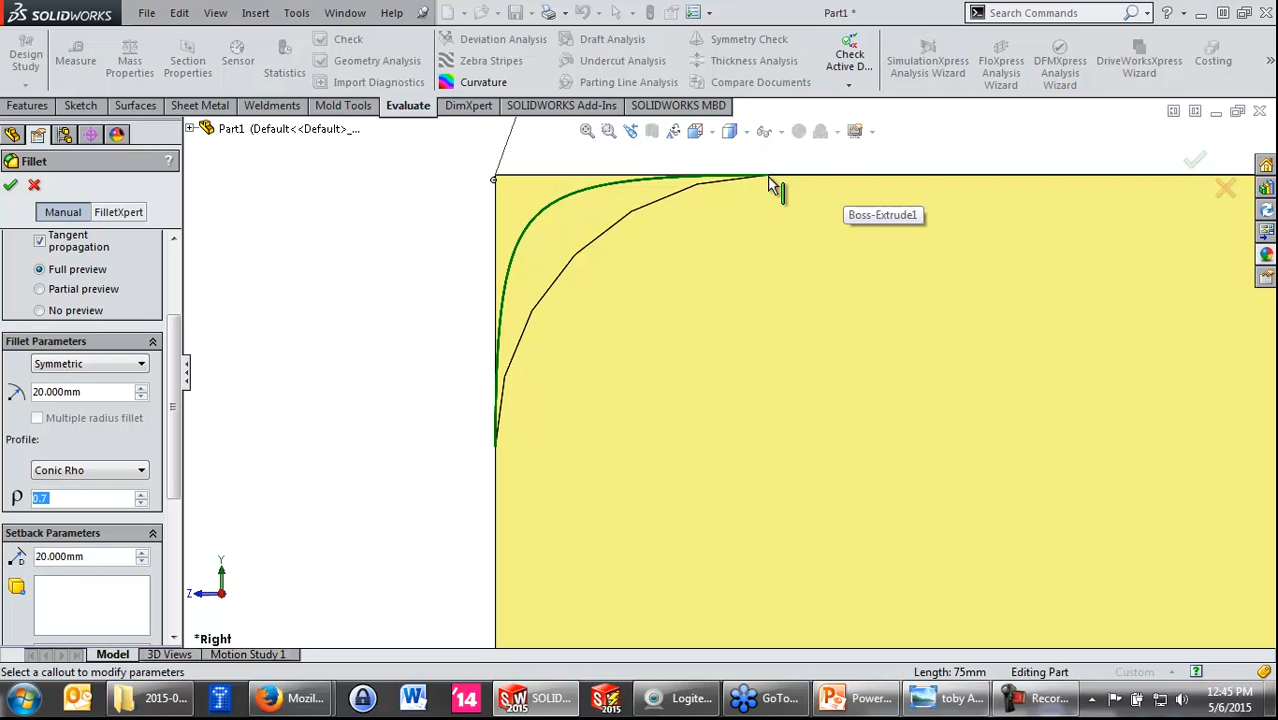 SOLIDWORKS File Edit View Insert Tools Window Help Part1 * Search Commands
Design Study
Measure
Mass Properties
Section Properties
Sensor
Statistics
Check
Geometry Analysis
Import Diagnostics
Deviation Analysis
Zebra Stripes
Curvature
Draft Analysis
Undercut Analysis
Parting Line Analysis
Symmetry Check
Thickness Analysis
Compare Documents
Check Active D...
SimulationXpress Analysis Wizard
FloXpress Analysis Wizard
DFMXpress Analysis Wizard
DriveWorksXpress Wizard
Costing
Features Sketch Surfaces Sheet Metal Weldments Mold Tools Evaluate DimXpert SOLIDWORKS Add-Ins SOLIDWORKS MBD
Part1 (Default<<Default>_...
Fillet ?
Manual FilletXpert
Tangent
propagation
Full preview
Partial preview
No preview
Fillet Parameters
Symmetric
20.000mm
Multiple radius fillet
Profile:
Conic Rho
ρ 0.7
Setback Parameters
20.000mm
Boss-Extrude1
Y
Z
*Right
Model 3D Views Motion Study 1
Select a callout to modify parameters Length: 75mm Editing Part Custom
2015-0... Mozil... '14 SOLID... 2015 Logite... GoTo... Power... toby A... Recor... 12:45 PM
5/6/2015